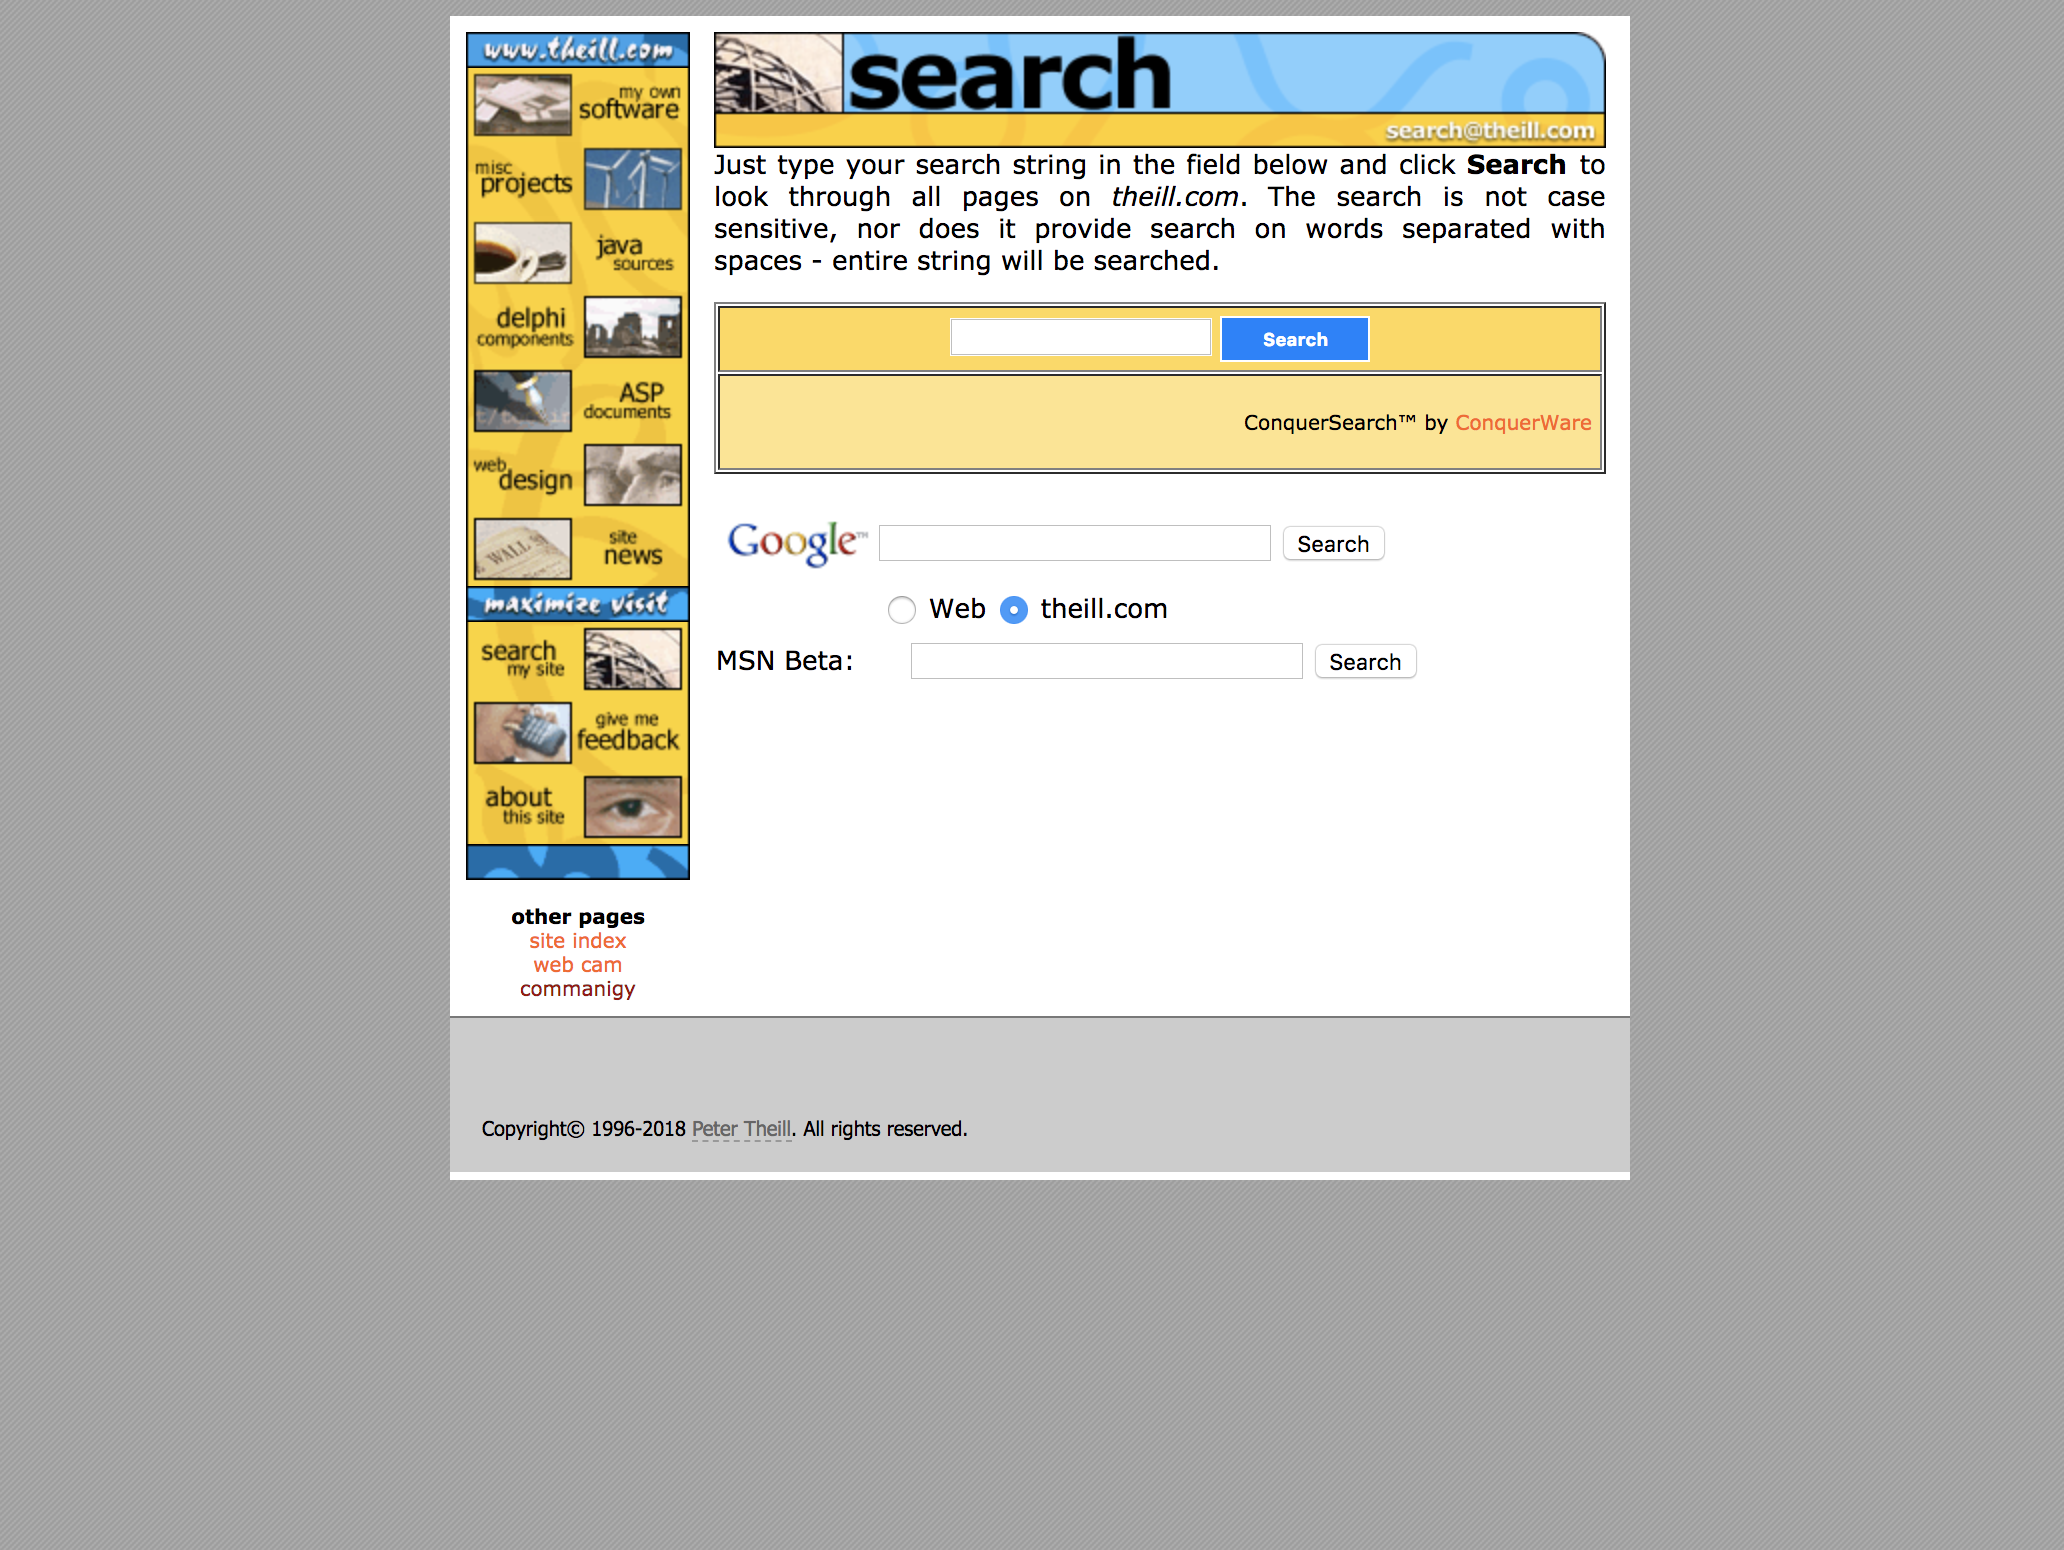 www.theill.com
my own
software
misc
projects
java
sources
delphi
components
ASP
documents
web
design
WALL
site
news
maximize visit
search
my site
give me
feedback
about
this site
other pages
site index
web cam
commanigy
search
search@theill.com
Just type your search string in the field below and click Search to
look through all pages on theill.com. The search is not case
sensitive, nor does it provide search on words separated with
spaces - entire string will be searched.
Search
ConquerSearch™ by ConquerWare
Google™ Search
Web theill.com
MSN Beta: Search
Copyright© 1996-2018 Peter Theill. All rights reserved.